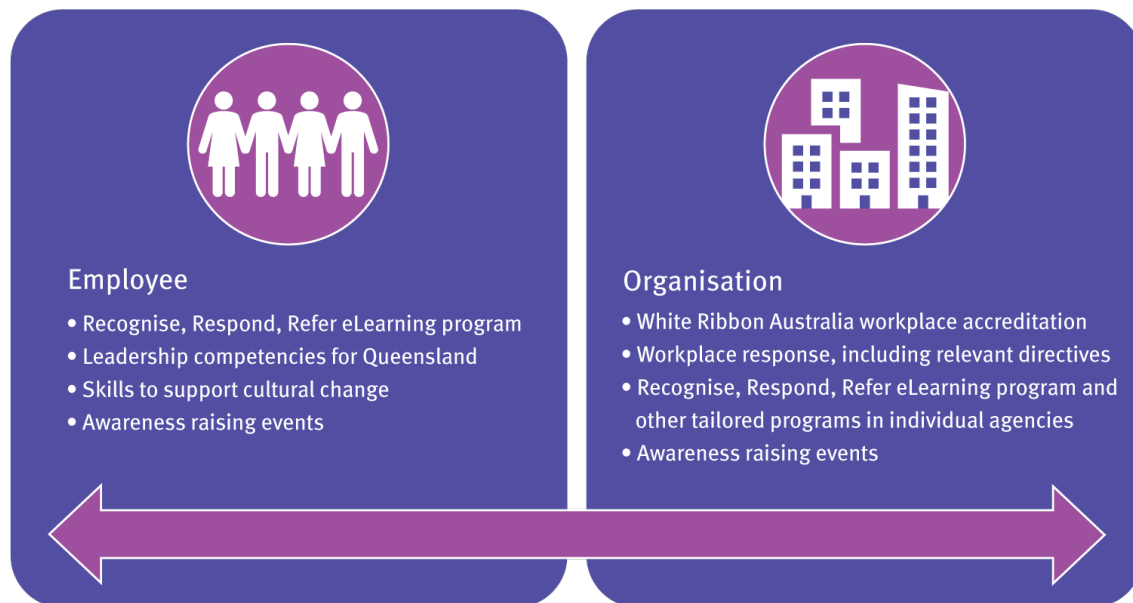 Employee
• Recognise, Respond, Refer eLearning program
• Leadership competencies for Queensland
• Skills to support cultural change
• Awareness raising events
Organisation
• White Ribbon Australia workplace accreditation
• Workplace response, including relevant directives
• Recognise, Respond, Refer eLearning program and
other tailored programs in individual agencies
• Awareness raising events